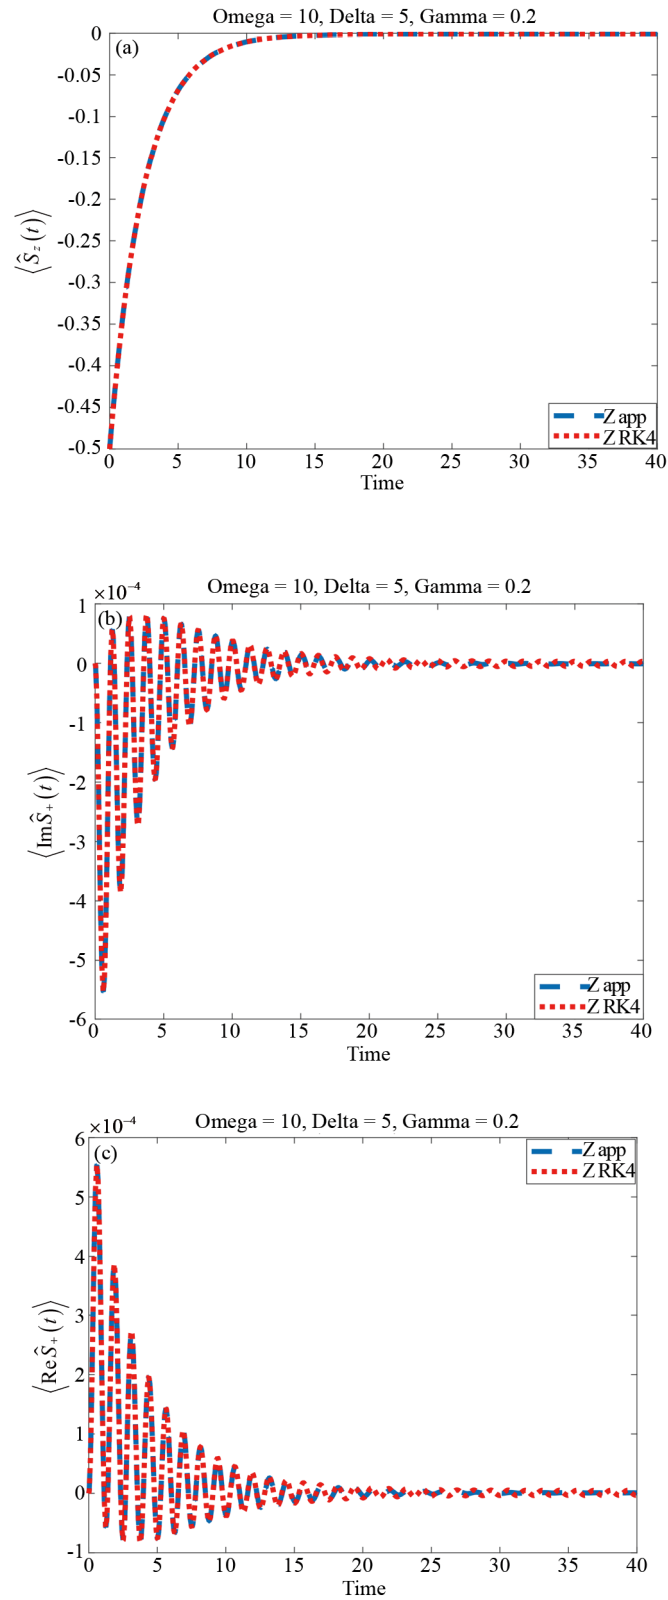 Omega = 10, Delta = 5, Gamma = 0.2
(a)
0
-0.05
-0.1
-0.15
-0.2
-0.25
-0.3
-0.35
-0.4
-0.45
-0.5
⟨Ŝz(t)⟩
Z app
Z RK4
0 5 10 15 20 25 30 35 40
Time
Omega = 10, Delta = 5, Gamma = 0.2
×10⁻⁴
(b)
1
0
-1
-2
-3
-4
-5
-6
⟨ImŜ₊(t)⟩
Z app
Z RK4
0 5 10 15 20 25 30 35 40
Time
Omega = 10, Delta = 5, Gamma = 0.2
×10⁻⁴
(c)
6
5
4
3
2
1
0
-1
⟨ReŜ₊(t)⟩
Z app
Z RK4
0 5 10 15 20 25 30 35 40
Time